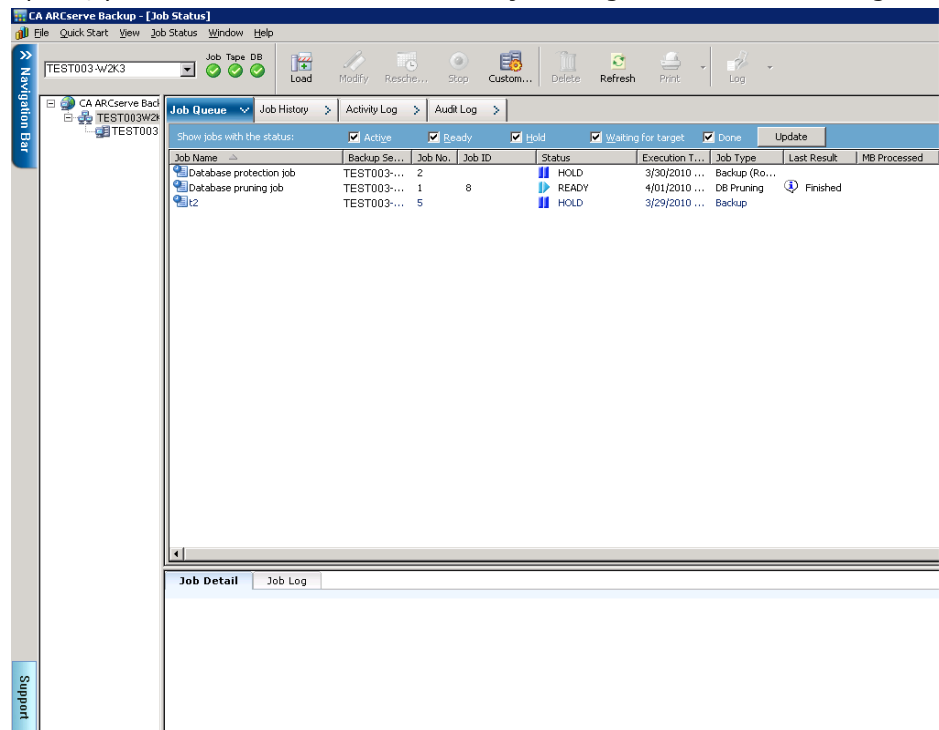 CA ARCserve Backup - [Job Status]
File Quick Start View Job Status Window Help
Navigation Bar
TEST003-W2K3
Job Tape DB
Load Modify Resche... Stop Custom... Delete Refresh Print Log
CA ARCserve Back
TEST003W2K
TEST003
Job Queue Job History Activity Log Audit Log
Show jobs with the status: Active Ready Hold Waiting for target Done Update
Job Name Backup Se... Job No. Job ID Status Execution T... Job Type Last Result MB Processed
Database protection job TEST003-... 2 HOLD 3/30/2010 ... Backup (Ro...
Database pruning job TEST003-... 1 8 READY 4/01/2010 ... DB Pruning Finished
t2 TEST003-... 5 HOLD 3/29/2010 ... Backup
Job Detail Job Log
Support